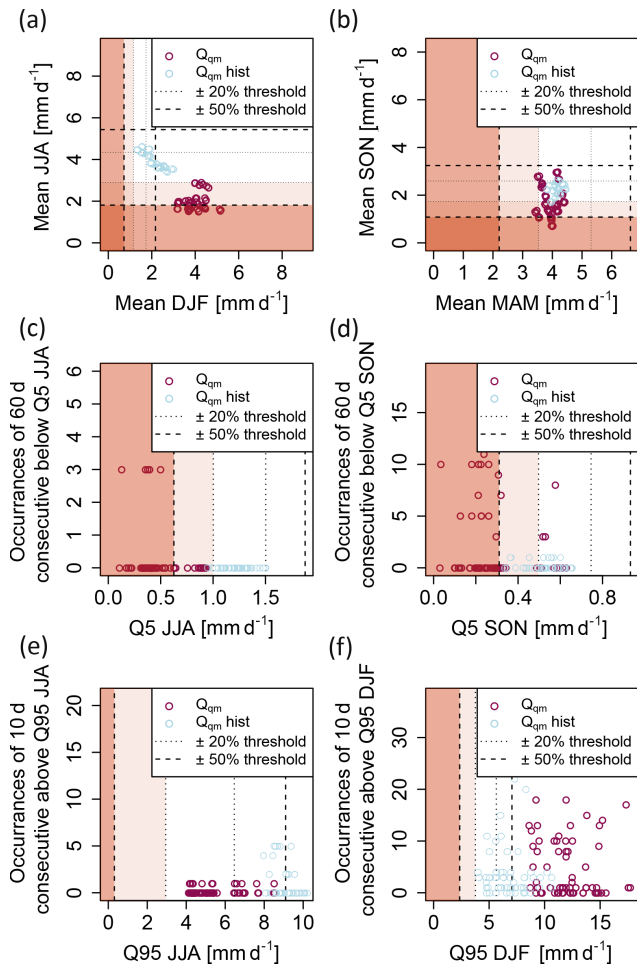 (a)
Q_qm
Q_qm hist
± 20% threshold
± 50% threshold
Mean JJA [mm d⁻¹]
0 2 4 6 8
0 2 4 6 8
Mean DJF [mm d⁻¹]
(b)
Q_qm
Q_qm hist
± 20% threshold
± 50% threshold
Mean SON [mm d⁻¹]
0 2 4 6 8
0 1 2 3 4 5 6
Mean MAM [mm d⁻¹]
(c)
Q_qm
Q_qm hist
± 20% threshold
± 50% threshold
Occurrences of 60 d
consecutive below Q5 JJA
0 1 2 3 4 5 6
0.0 0.5 1.0 1.5
Q5 JJA [mm d⁻¹]
(d)
Q_qm
Q_qm hist
± 20% threshold
± 50% threshold
Occurrences of 60 d
consecutive below Q5 SON
0 5 10 15
0.0 0.4 0.8
Q5 SON [mm d⁻¹]
(e)
Q_qm
Q_qm hist
± 20% threshold
± 50% threshold
Occurrences of 10 d
consecutive above Q95 JJA
0 5 10 15 20
0 2 4 6 8 10
Q95 JJA [mm d⁻¹]
(f)
Q_qm
Q_qm hist
± 20% threshold
± 50% threshold
Occurrences of 10 d
consecutive above Q95 DJF
0 10 20 30
0 5 10 15
Q95 DJF [mm d⁻¹]